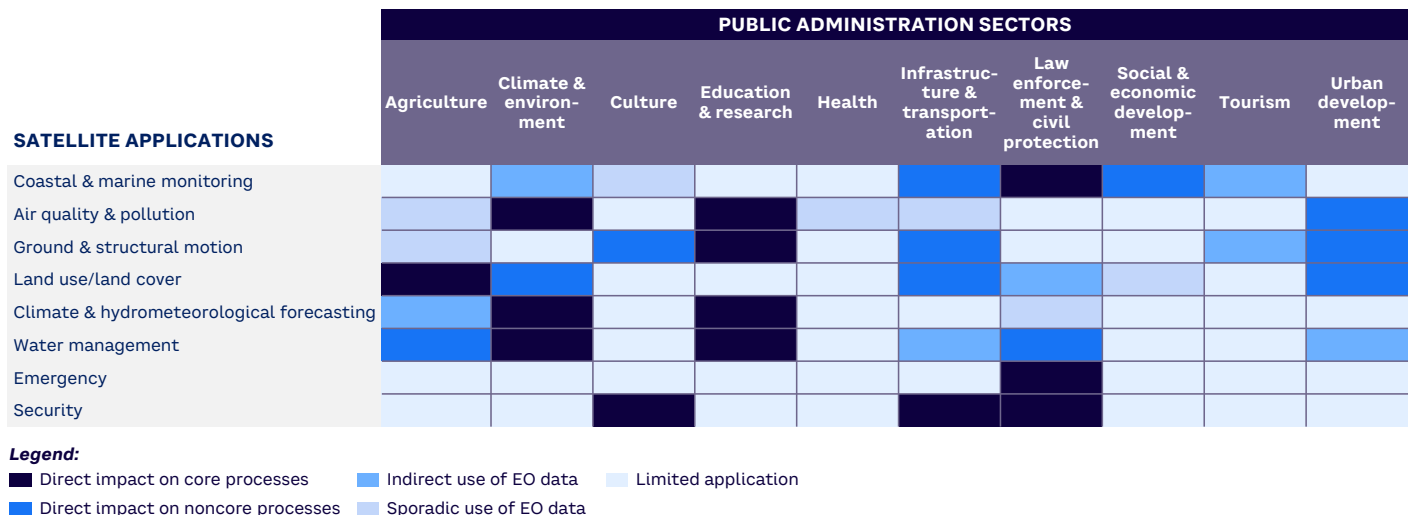 PUBLIC ADMINISTRATION SECTORS
SATELLITE APPLICATIONS
Agriculture
Climate &
environ-
ment
Culture
Education
& research
Health
Infrastruc-
ture &
transport-
ation
Law
enforce-
ment &
civil
protection
Social &
economic
develop-
ment
Tourism
Urban
develop-
ment
Coastal & marine monitoring
Air quality & pollution
Ground & structural motion
Land use/land cover
Climate & hydrometeorological forecasting
Water management
Emergency
Security
Legend:
Direct impact on core processes
Indirect use of EO data
Limited application
Direct impact on noncore processes
Sporadic use of EO data